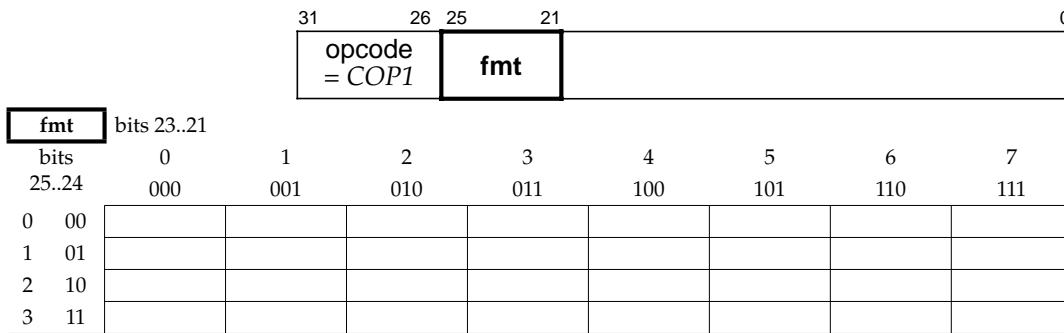 31 26 25 21 0
opcode
= COP1
fmt
fmt bits 23..21
bits 0 1 2 3 4 5 6 7
25..24 000 001 010 011 100 101 110 111
0 00
1 01
2 10
3 11